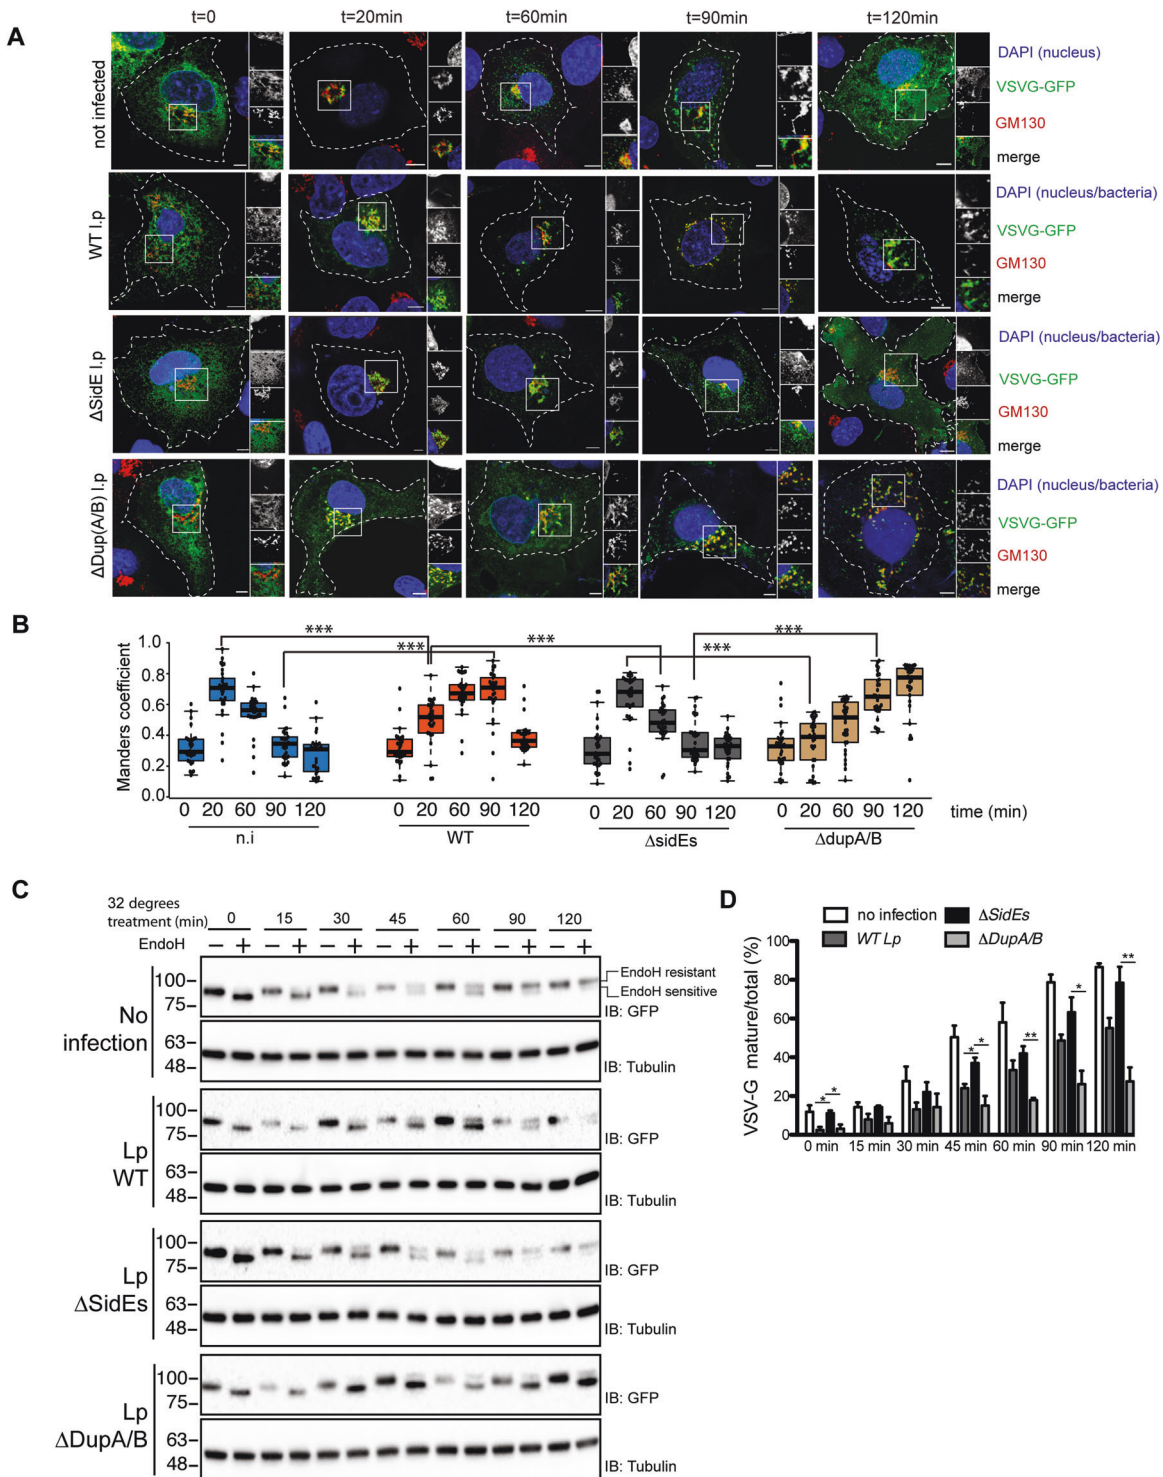 A
t=0 t=20min t=60min t=90min t=120min
not infected
DAPI (nucleus)
VSVG-GFP
GM130
merge
WT l.p
DAPI (nucleus/bacteria)
VSVG-GFP
GM130
merge
ΔSidE l.p
DAPI (nucleus/bacteria)
VSVG-GFP
GM130
merge
ΔDup(A/B) l.p
DAPI (nucleus/bacteria)
VSVG-GFP
GM130
merge
B
*** *** *** *** ***
Manders coefficient
1.0
0.8
0.6
0.4
0.2
0.0
0 20 60 90 120 0 20 60 90 120 0 20 60 90 120 0 20 60 90 120 time (min)
n.i WT ΔsidEs ΔdupA/B
C
32 degrees
treatment (min) 0 15 30 45 60 90 120
EndoH − + − + − + − + − + − + − +
No
infection
100
75
EndoH resistant
EndoH sensitive
IB: GFP
63
48
IB: Tubulin
Lp
WT
100
75
IB: GFP
63
48
IB: Tubulin
Lp
ΔSidEs
100
75
IB: GFP
63
48
IB: Tubulin
Lp
ΔDupA/B
100
75
IB: GFP
63
48
IB: Tubulin
D
no infection ΔSidEs
WT Lp ΔDupA/B
VSV-G mature/total (%)
100
80
60
40
20
0
* * * * ** * **
0 min 15 min 30 min 45 min 60 min 90 min 120 min